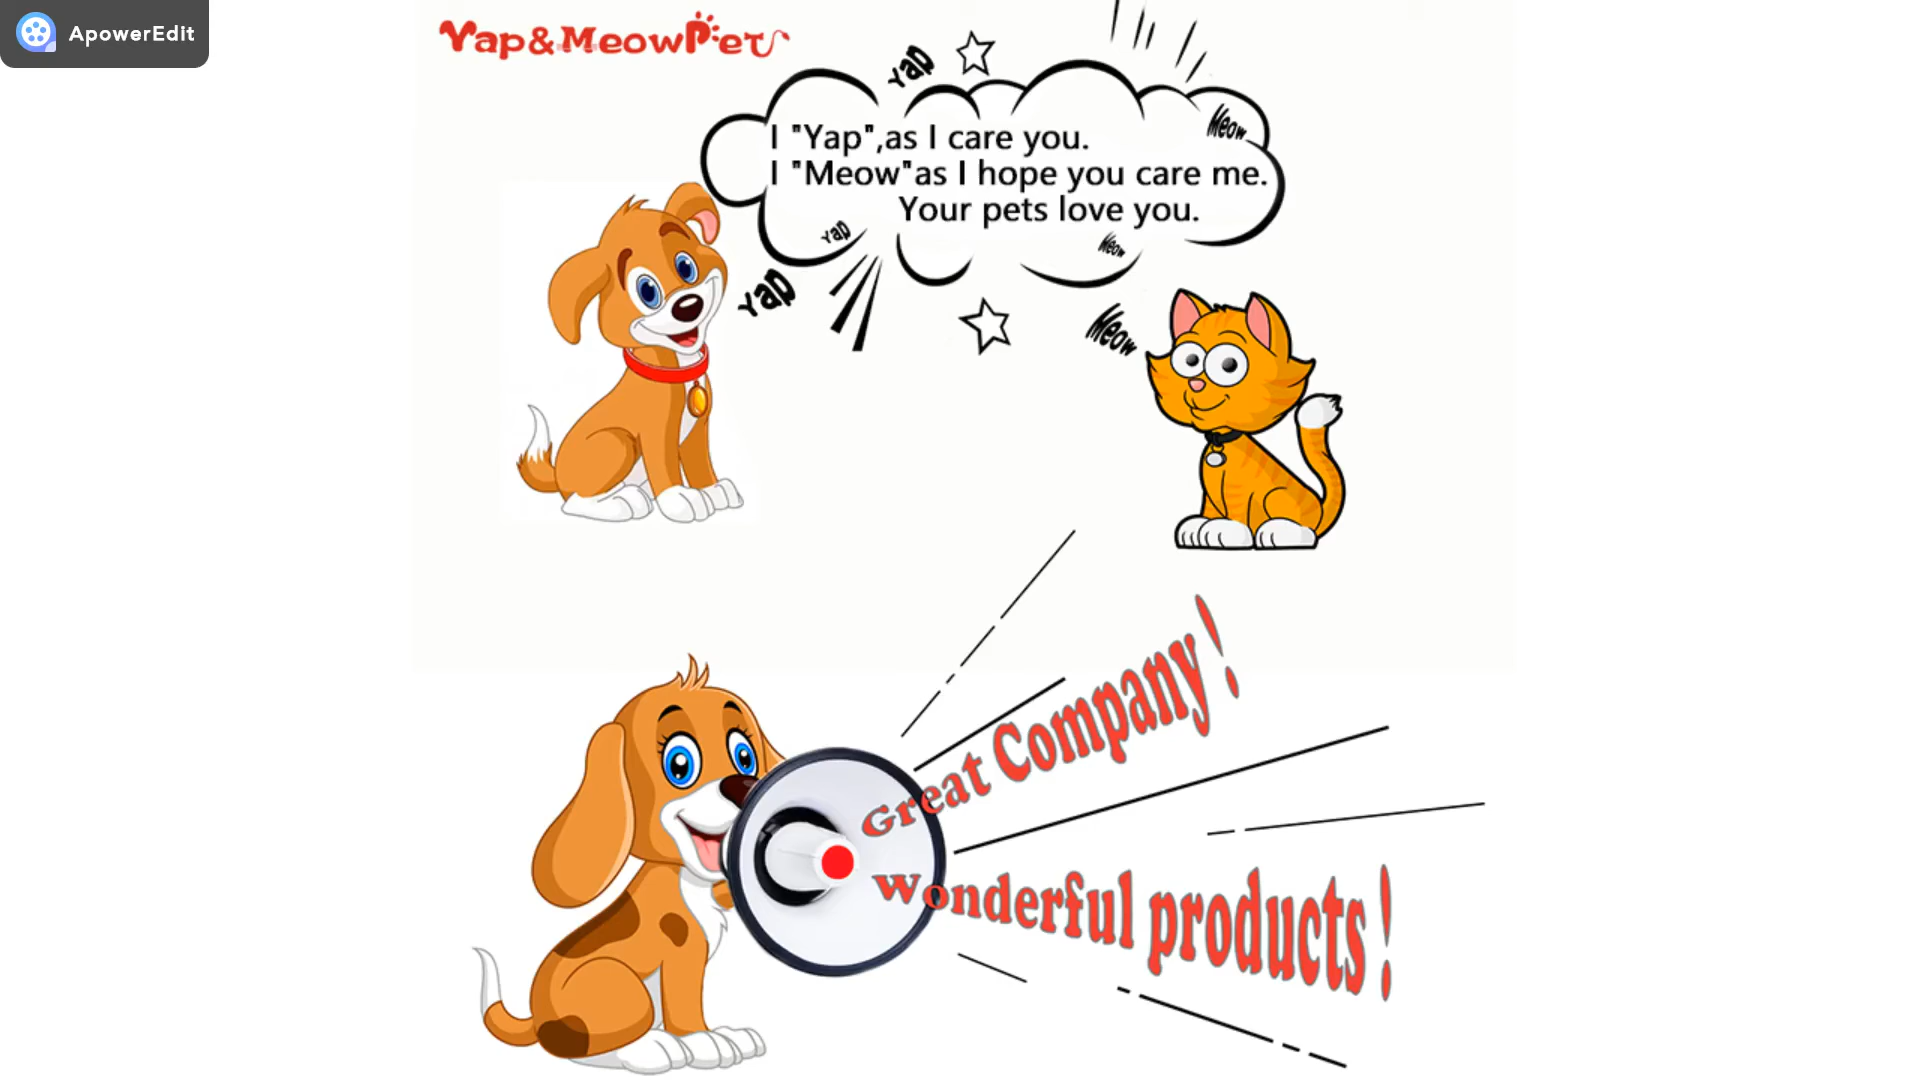 ApowerEdit
Yap&MeowPet
Yap
Meow
I "Yap",as I care you.
I "Meow"as I hope you care me.
Your pets love you.
Yap
Meow
Yap
Meow
Great Company!
Wonderful products!